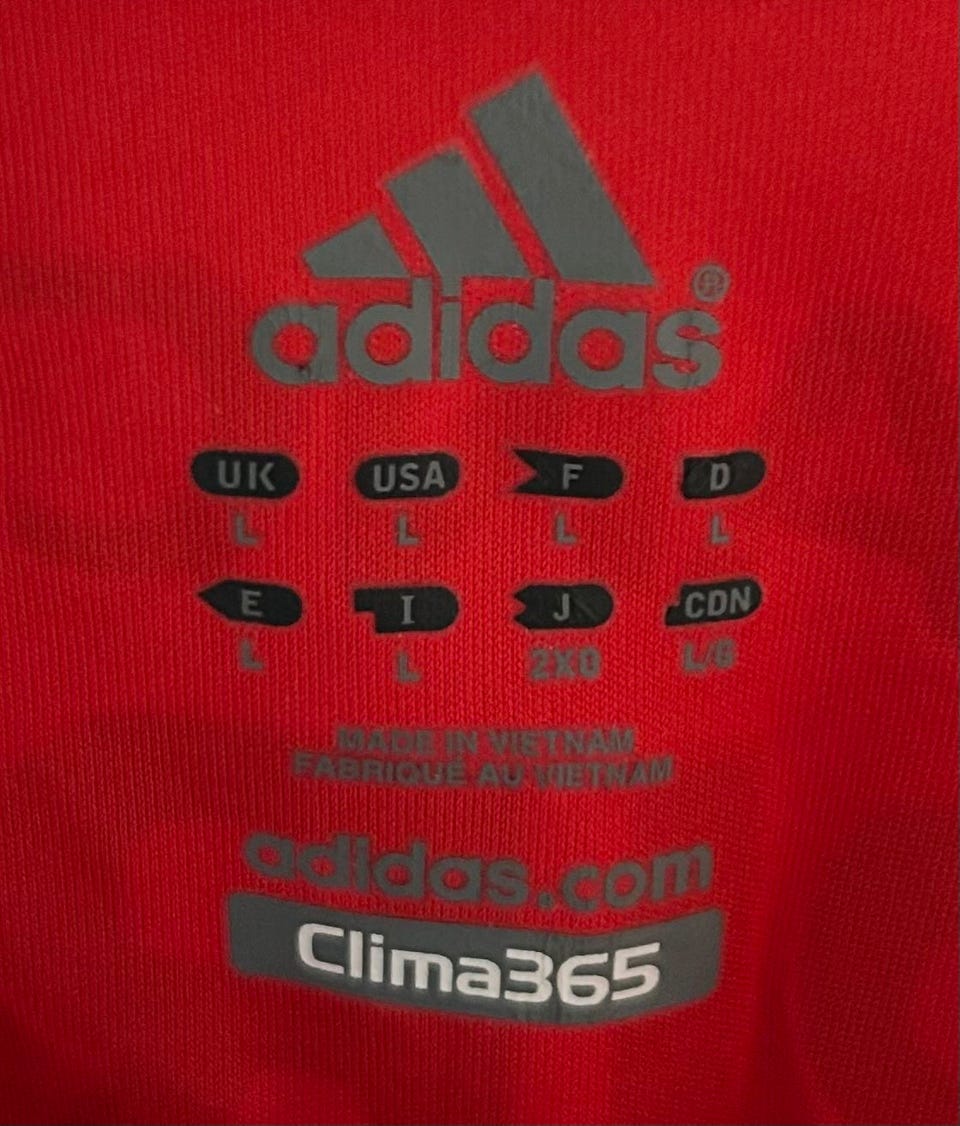 adidas®
UK USA F D
L L L L
E I J CDN
L L 2XO L/G
MADE IN VIETNAM
FABRIQUÉ AU VIETNAM
adidas.com
Clima365